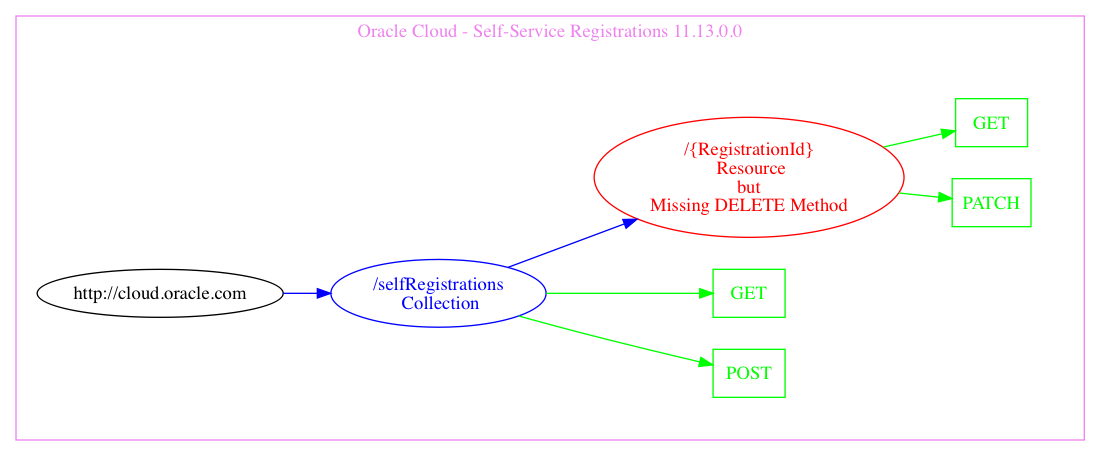 Oracle Cloud - Self-Service Registrations 11.13.0.0
http://cloud.oracle.com
/selfRegistrations
Collection
/{RegistrationId}
Resource
but
Missing DELETE Method
GET
PATCH
GET
POST